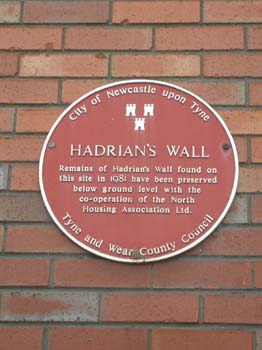 City of Newcastle upon Tyne
HADRIAN'S WALL
Remains of Hadrian's Wall found on
this site in 1981 have been preserved
below ground level with the
co-operation of the North
Housing Association Ltd.
Tyne and Wear County Council